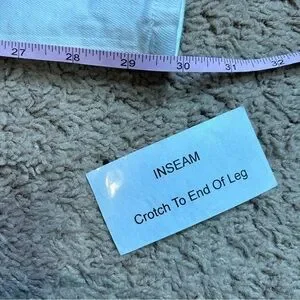 27 28 29 30 31 32
INSEAM
Crotch To End Of Leg